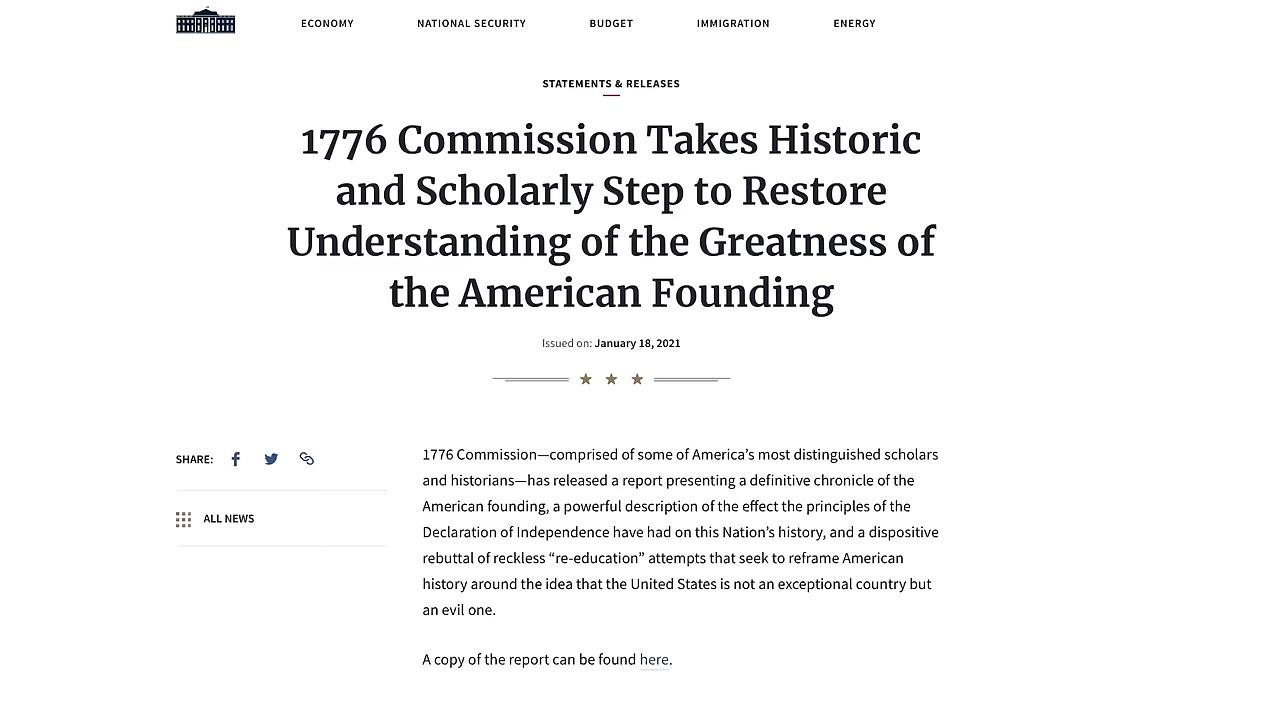 ECONOMY NATIONAL SECURITY BUDGET IMMIGRATION ENERGY
STATEMENTS & RELEASES
1776 Commission Takes Historic
and Scholarly Step to Restore
Understanding of the Greatness of
the American Founding
Issued on: January 18, 2021
SHARE:
ALL NEWS
1776 Commission—comprised of some of America’s most distinguished scholars
and historians—has released a report presenting a definitive chronicle of the
American founding, a powerful description of the effect the principles of the
Declaration of Independence have had on this Nation’s history, and a dispositive
rebuttal of reckless “re-education” attempts that seek to reframe American
history around the idea that the United States is not an exceptional country but
an evil one.
A copy of the report can be found here.